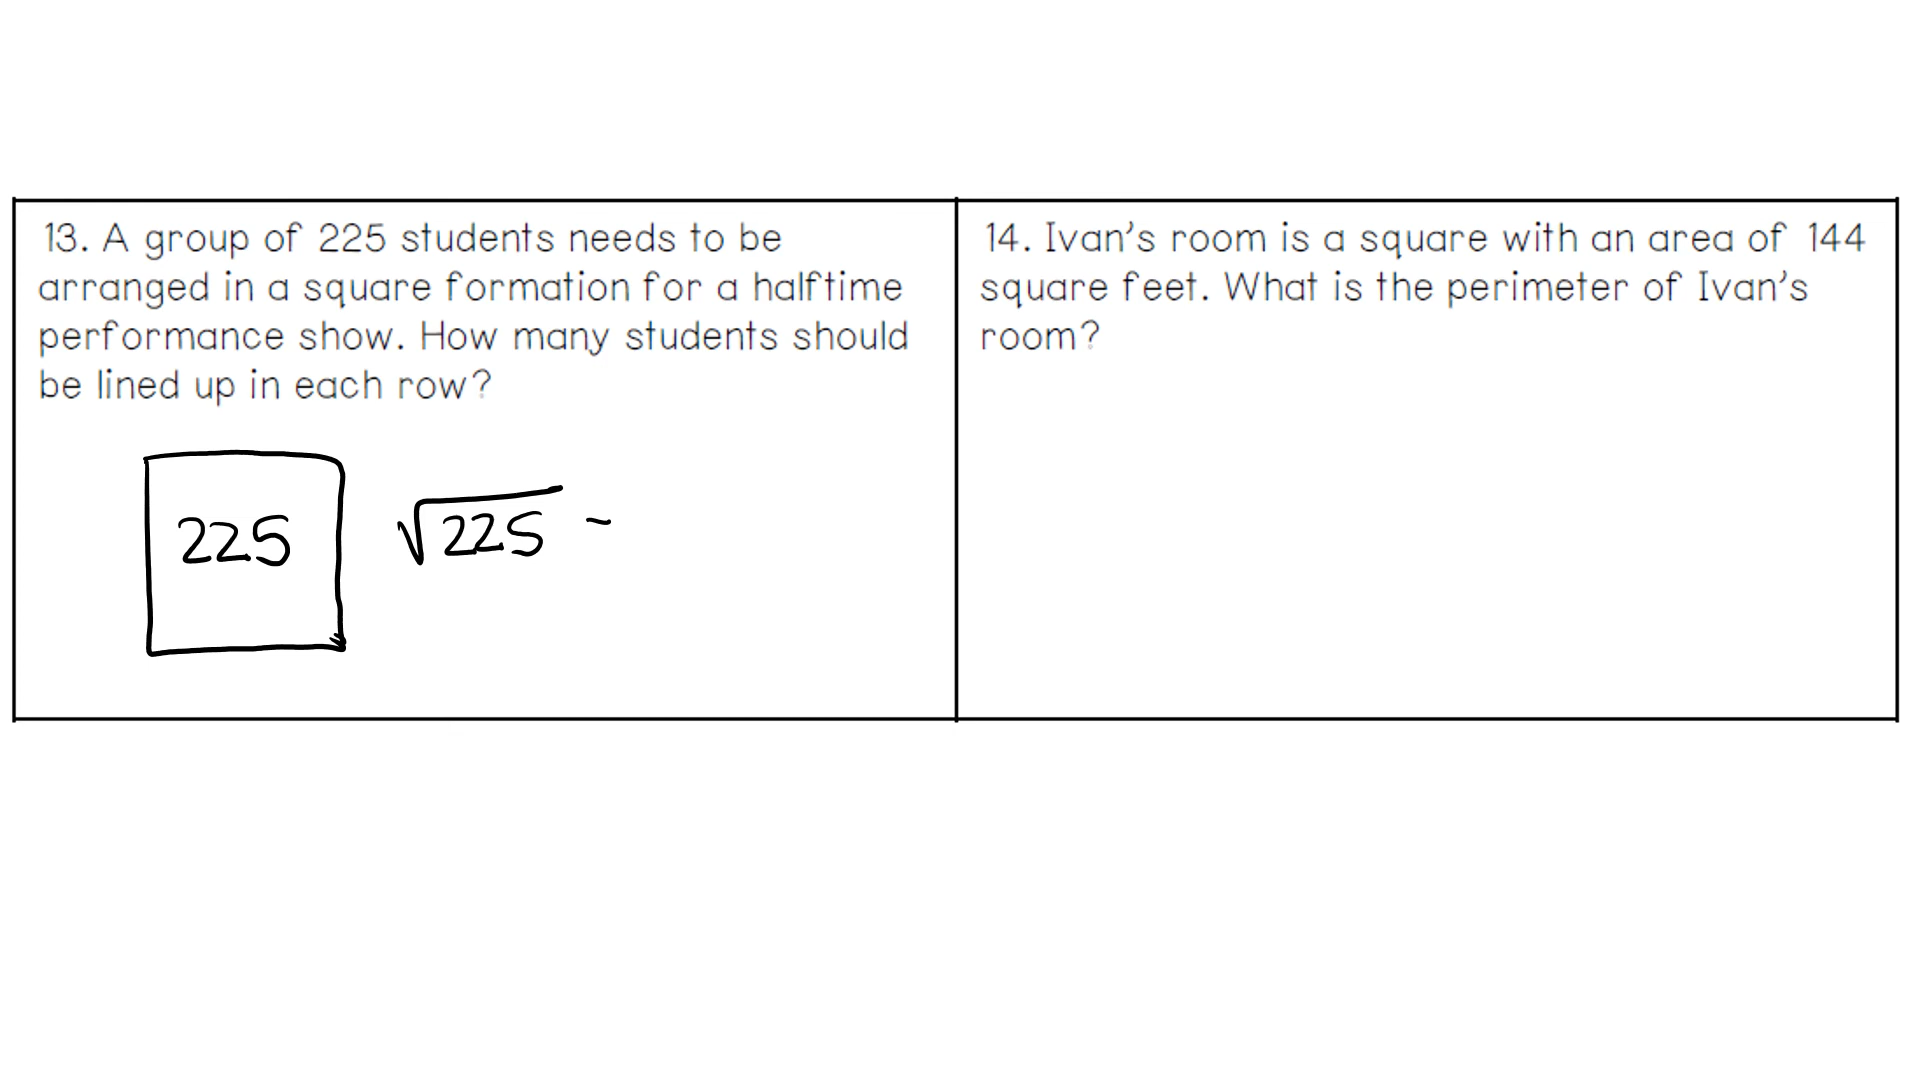 13. A group of 225 students needs to be
arranged in a square formation for a halftime
performance show. How many students should
be lined up in each row?
225
√225 -
14. Ivan's room is a square with an area of 144
square feet. What is the perimeter of Ivan's
room?